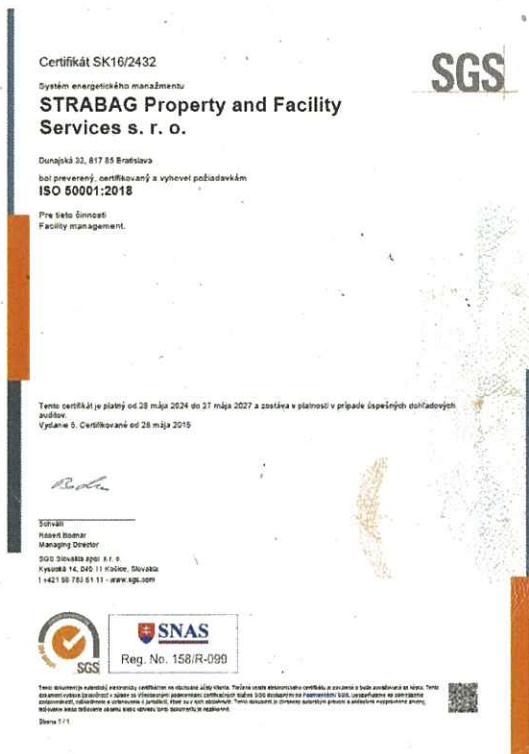 Certifikát SK16/2432
SGS
Systém energetického manažmentu
STRABAG Property and Facility
Services s. r. o.
Dunajská 32, 817 85 Bratislava
bol preverený, certifikovaný a vyhovel požiadavkám
ISO 50001:2018
Pre tieto činnosti
Facility management.
Tento certifikát je platný od 28 mája 2024 do 27 mája 2027 a zostáva v platnosti v prípade úspešných dohľadových
auditov.
Vydanie 5. Certifikované od 28 mája 2015
Schválil
Róbert Bodnár
Managing Director
SGS Slovakia spol. s r. o.
Kysucká 14, 040 11 Košice, Slovakia
t +421 55 783 61 11 - www.sgs.com
SGS
SNAS
Reg. No. 158/R-099
Strana 1 / 1